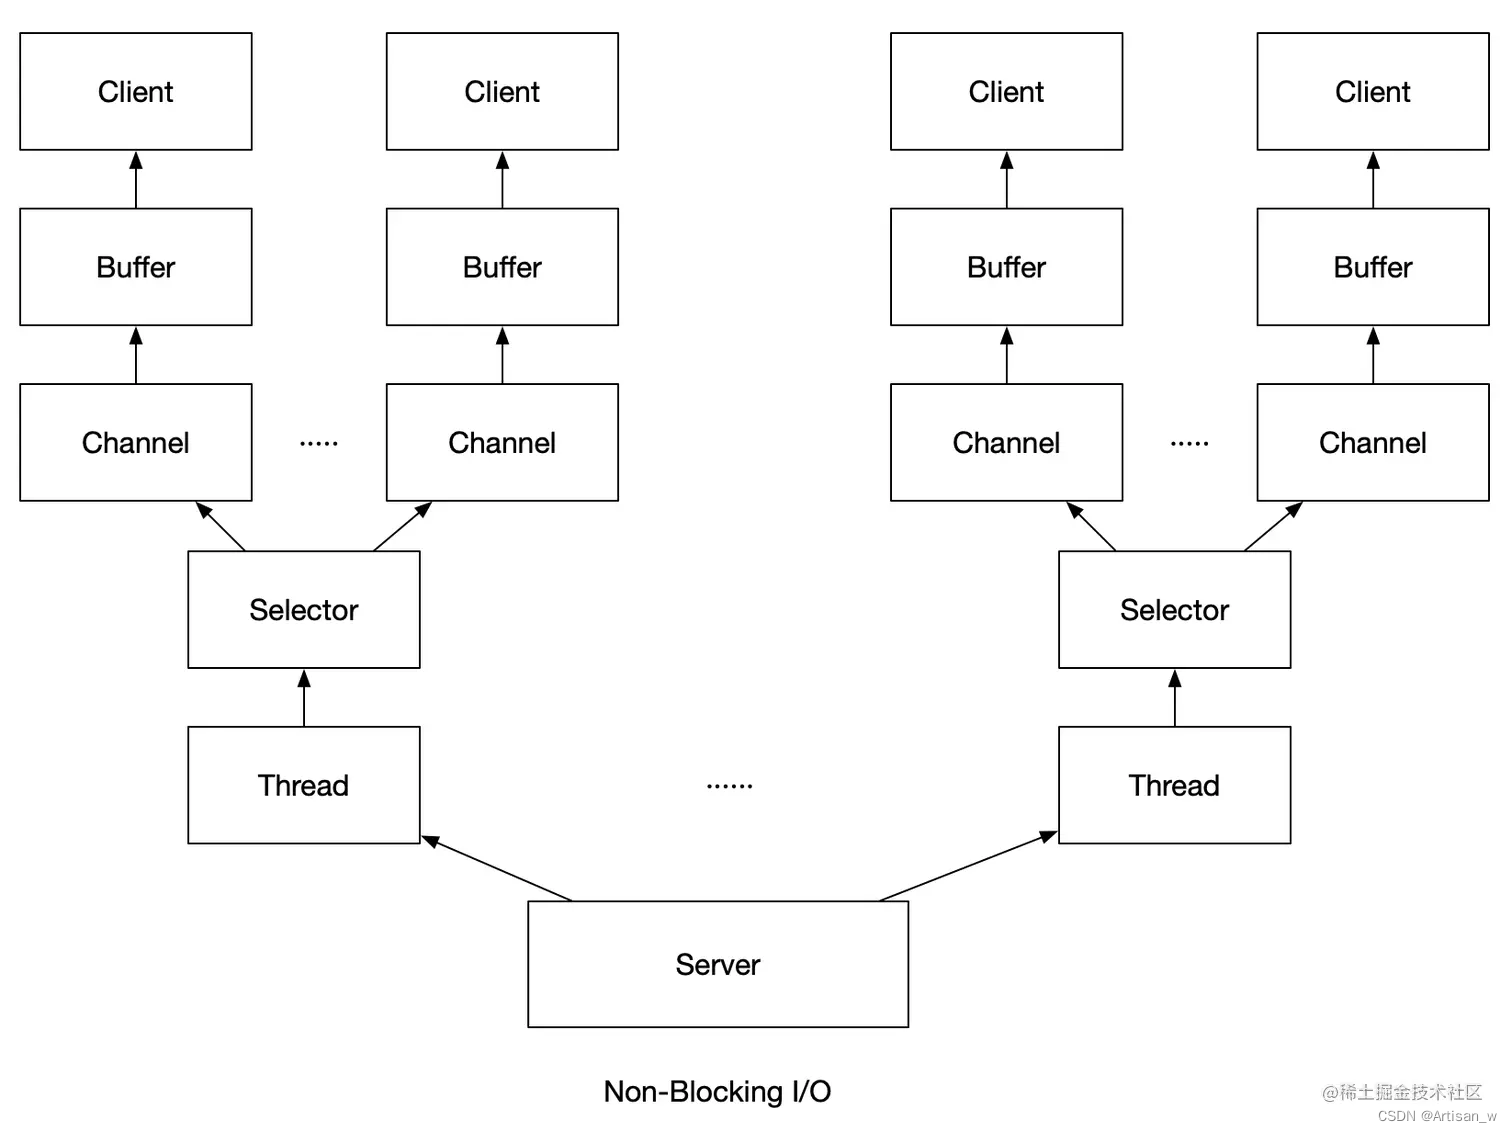 Client Client Client Client
Buffer Buffer Buffer Buffer
Channel ..... Channel Channel ..... Channel
Selector Selector
Thread ...... Thread
Server
Non-Blocking I/O
@稀土掘金技术社区
CSDN @Artisan_w